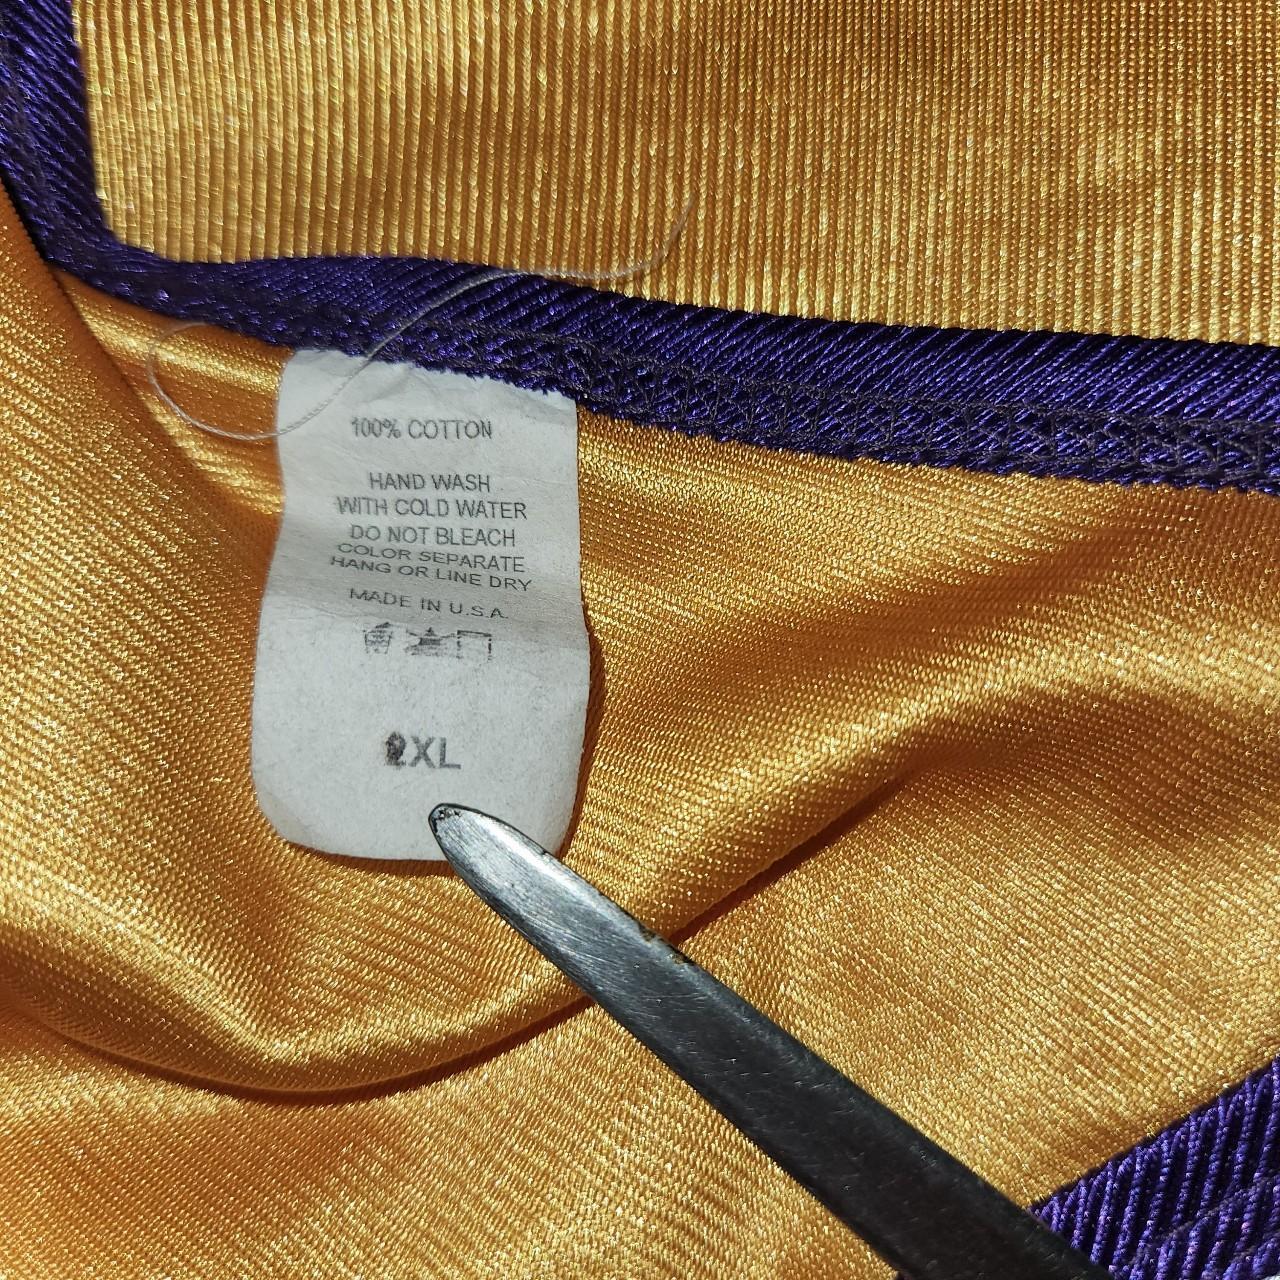 100% COTTON
HAND WASH
WITH COLD WATER
DO NOT BLEACH
COLOR SEPARATE
HANG OR LINE DRY
MADE IN U.S.A.
2XL